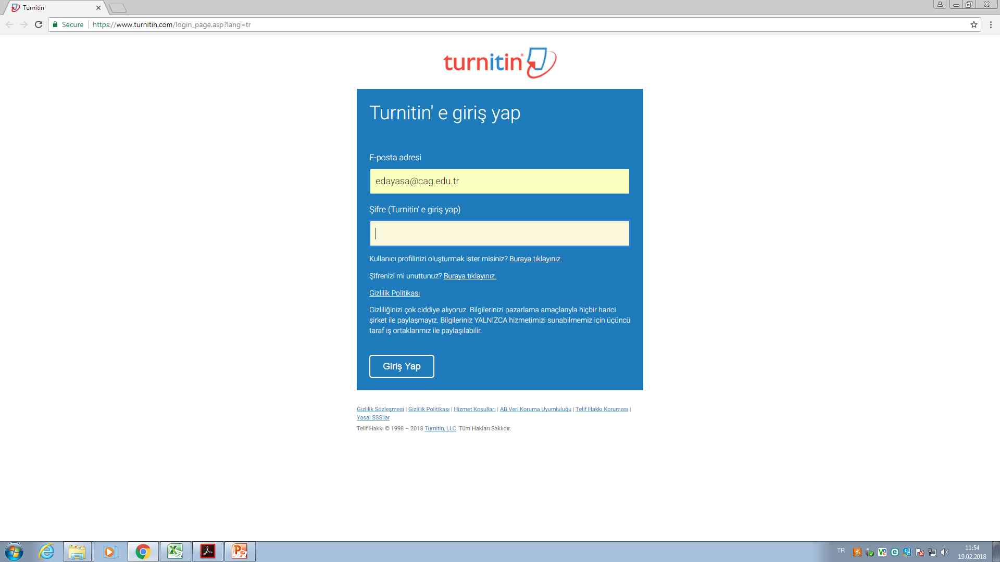 Turnitin
Secure
https://www.turnitin.com/login_page.asp?lang=tr
turnitin®
Turnitin' e giriş yap
E-posta adresi
edayasa@cag.edu.tr
Şifre (Turnitin' e giriş yap)
Kullanıcı profilinizi oluşturmak ister misiniz? Buraya tıklayınız.
Şifrenizi mi unuttunuz? Buraya tıklayınız.
Gizlilik Politikası
Gizliliğinizi çok ciddiye alıyoruz. Bilgilerinizi pazarlama amaçlarıyla hiçbir harici
şirket ile paylaşmayız. Bilgileriniz YALNIZCA hizmetimizi sunabilmemiz için üçüncü
taraf iş ortaklarımız ile paylaşılabilir.
Giriş Yap
Gizlilik Sözleşmesi | Gizlilik Politikası | Hizmet Koşulları | AB Veri Koruma Uyumluluğu | Telif Hakkı Koruması |
Yasal SSS'lar
Telif Hakkı © 1998 – 2018 Turnitin, LLC. Tüm Hakları Saklıdır.
TR
11:54
19.02.2018